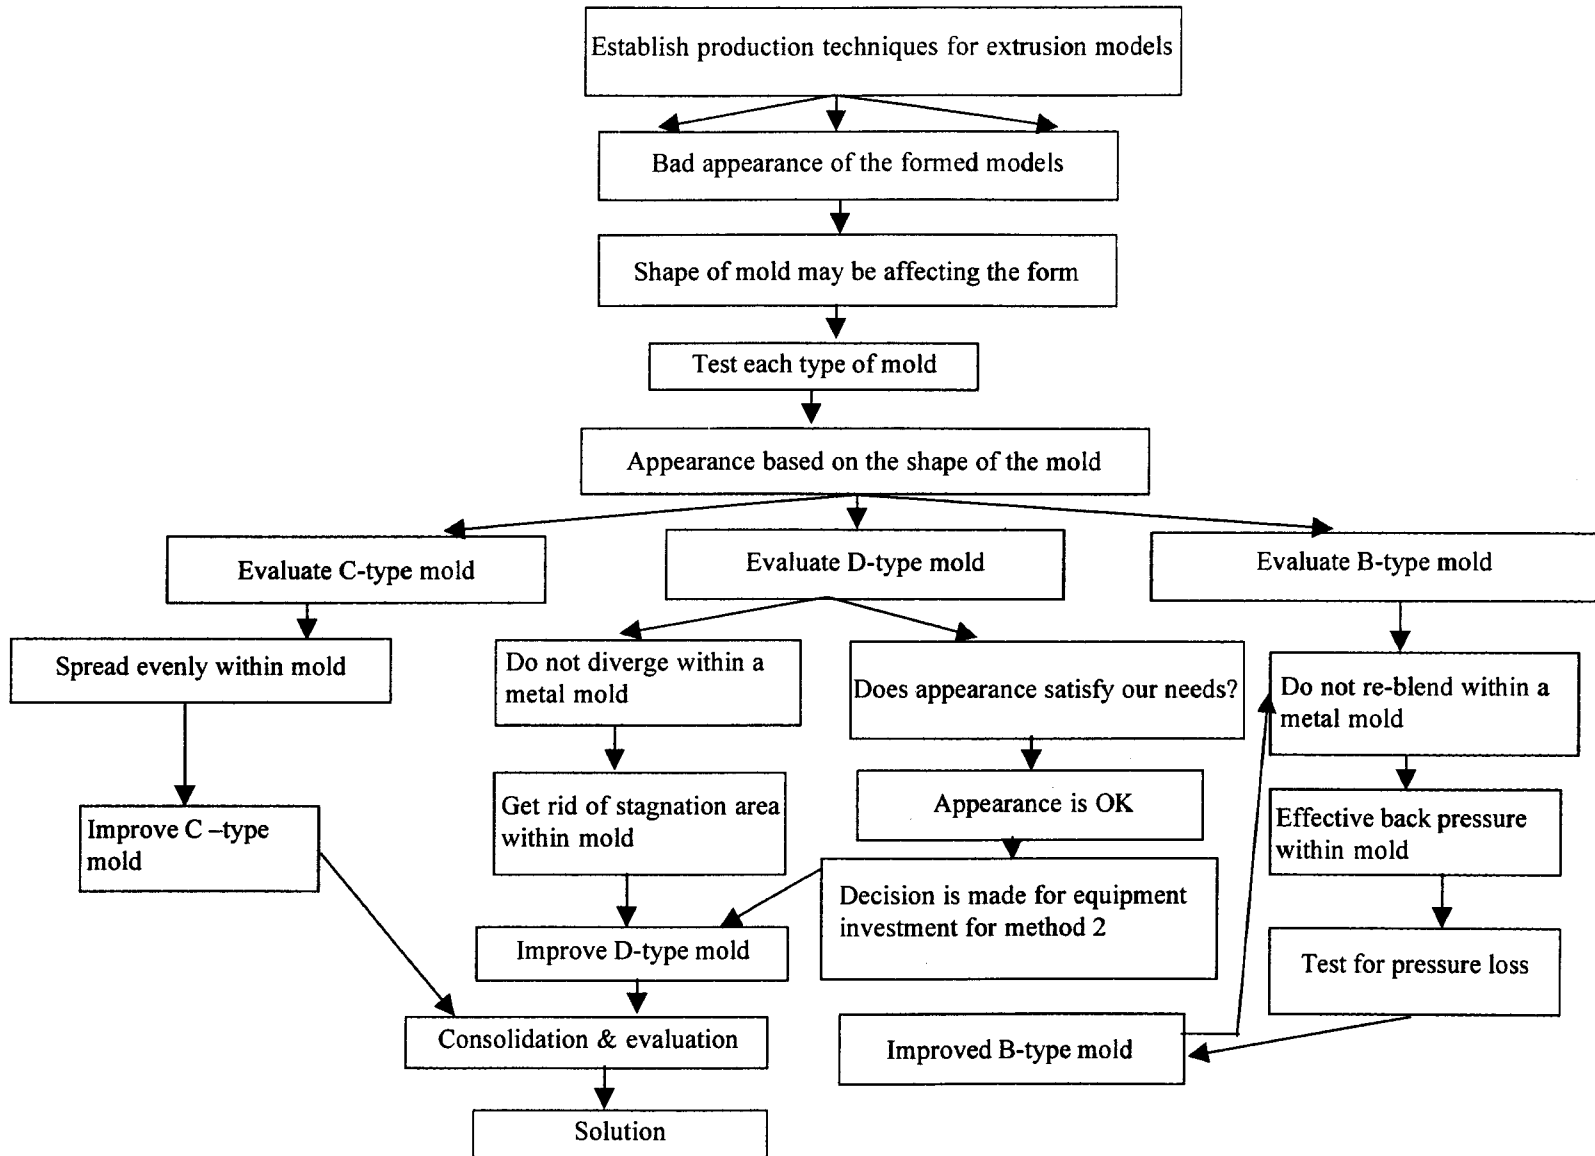 Establish production techniques for extrusion models
Bad appearance of the formed models
Shape of mold may be affecting the form
Test each type of mold
Appearance based on the shape of the mold
Evaluate C-type mold
Evaluate D-type mold
Evaluate B-type mold
Spread evenly within mold
Do not diverge within a
metal mold
Does appearance satisfy our needs?
Do not re-blend within a
metal mold
Improve C –type
mold
Get rid of stagnation area
within mold
Appearance is OK
Effective back pressure
within mold
Decision is made for equipment
investment for method 2
Improve D-type mold
Test for pressure loss
Consolidation & evaluation
Improved B-type mold
Solution